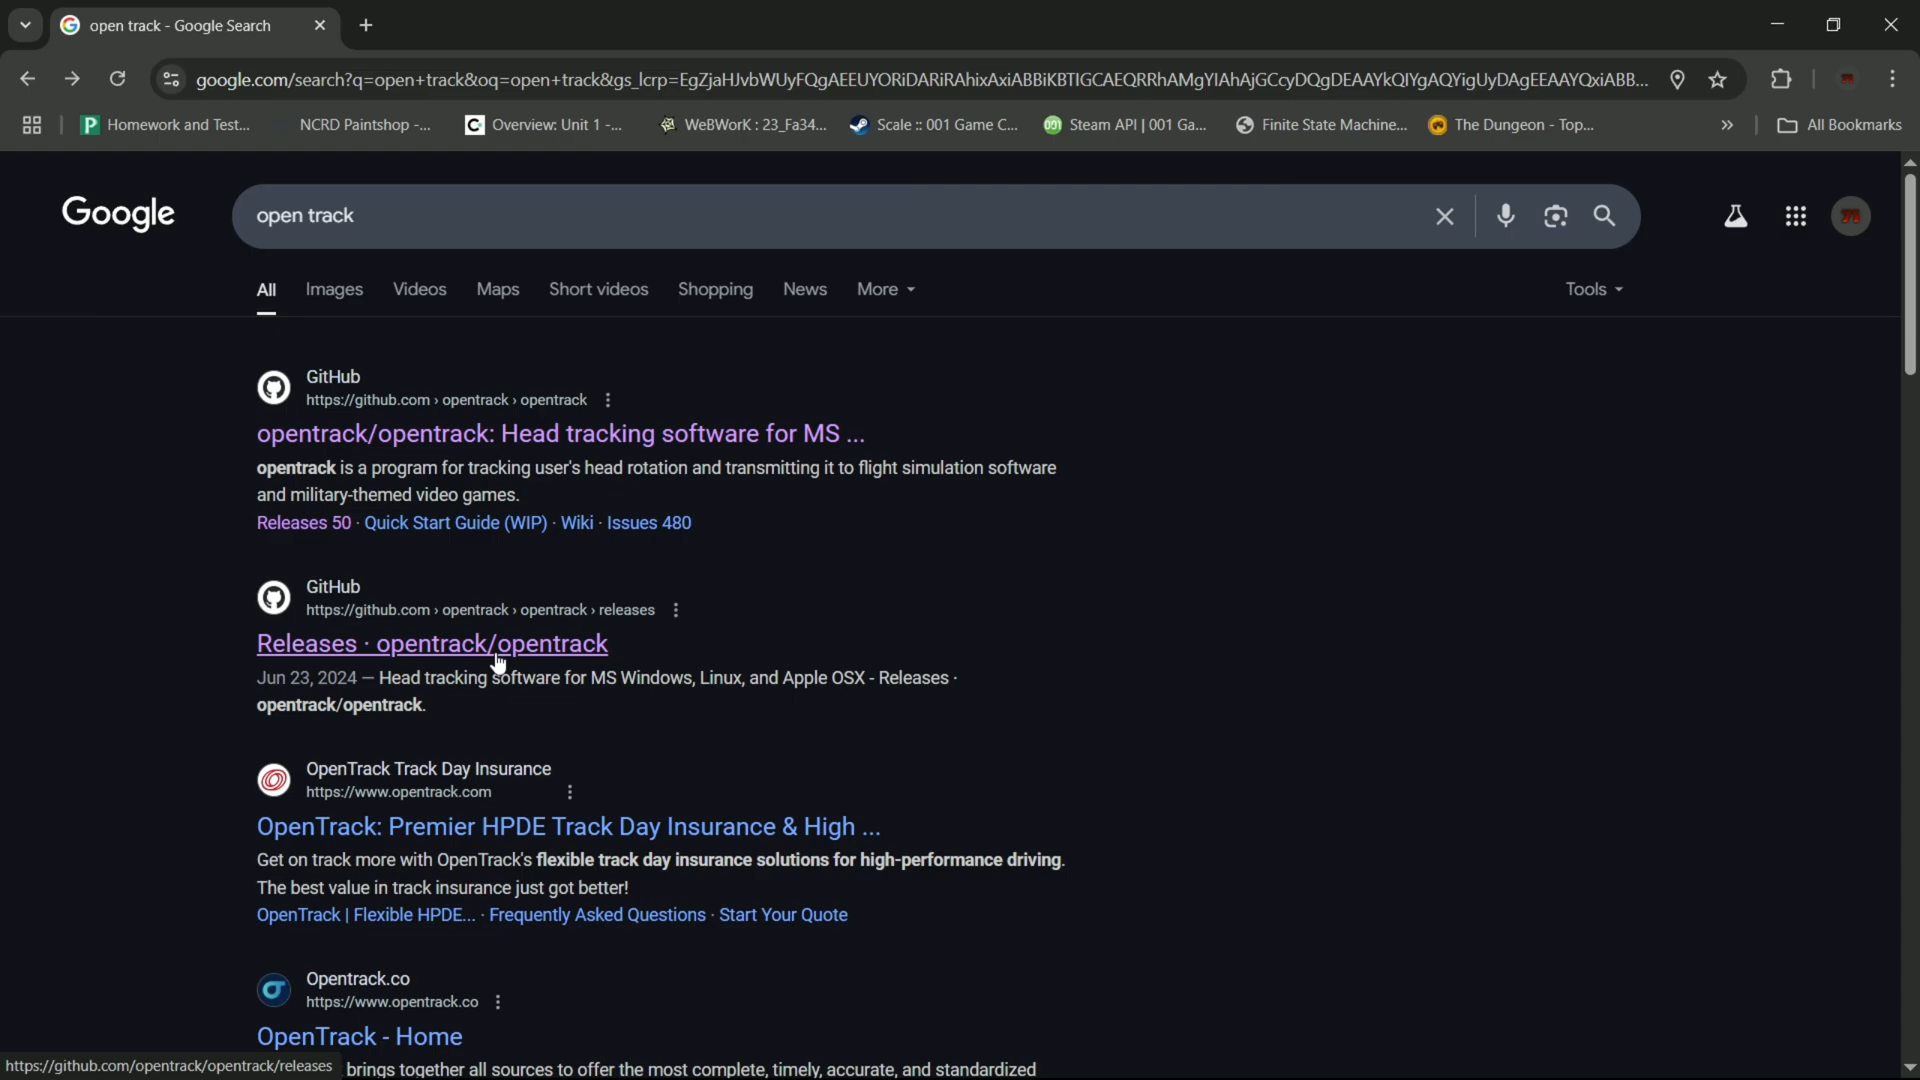 open track - Google Search
google.com/search?q=open+track&oq=open+track&gs_lcrp=EgZjaHJvbWUyFQgAEEUYORiDARiRAhixAxiABBiKBTIGCAEQRRhAMgYIAhAjGCcyDQgDEAAYkQIYgAQYigUyDAgEEAAYQxiABB...
Homework and Test... NCRD Paintshop -... Overview: Unit 1 -... WeBWorK : 23_Fa34... Scale :: 001 Game C... Steam API | 001 Ga... Finite State Machine... The Dungeon - Top... » All Bookmarks
Google
open track
All Images Videos Maps Short videos Shopping News More Tools
GitHub
https://github.com › opentrack › opentrack
opentrack/opentrack: Head tracking software for MS ...
opentrack is a program for tracking user's head rotation and transmitting it to flight simulation software
and military-themed video games.
Releases 50 · Quick Start Guide (WIP) · Wiki · Issues 480
GitHub
https://github.com › opentrack › opentrack › releases
Releases · opentrack/opentrack
Jun 23, 2024 — Head tracking software for MS Windows, Linux, and Apple OSX - Releases ·
opentrack/opentrack.
OpenTrack Track Day Insurance
https://www.opentrack.com
OpenTrack: Premier HPDE Track Day Insurance & High ...
Get on track more with OpenTrack's flexible track day insurance solutions for high-performance driving.
The best value in track insurance just got better!
OpenTrack | Flexible HPDE... · Frequently Asked Questions · Start Your Quote
Opentrack.co
https://www.opentrack.co
OpenTrack - Home
brings together all sources to offer the most complete, timely, accurate, and standardized
https://github.com/opentrack/opentrack/releases